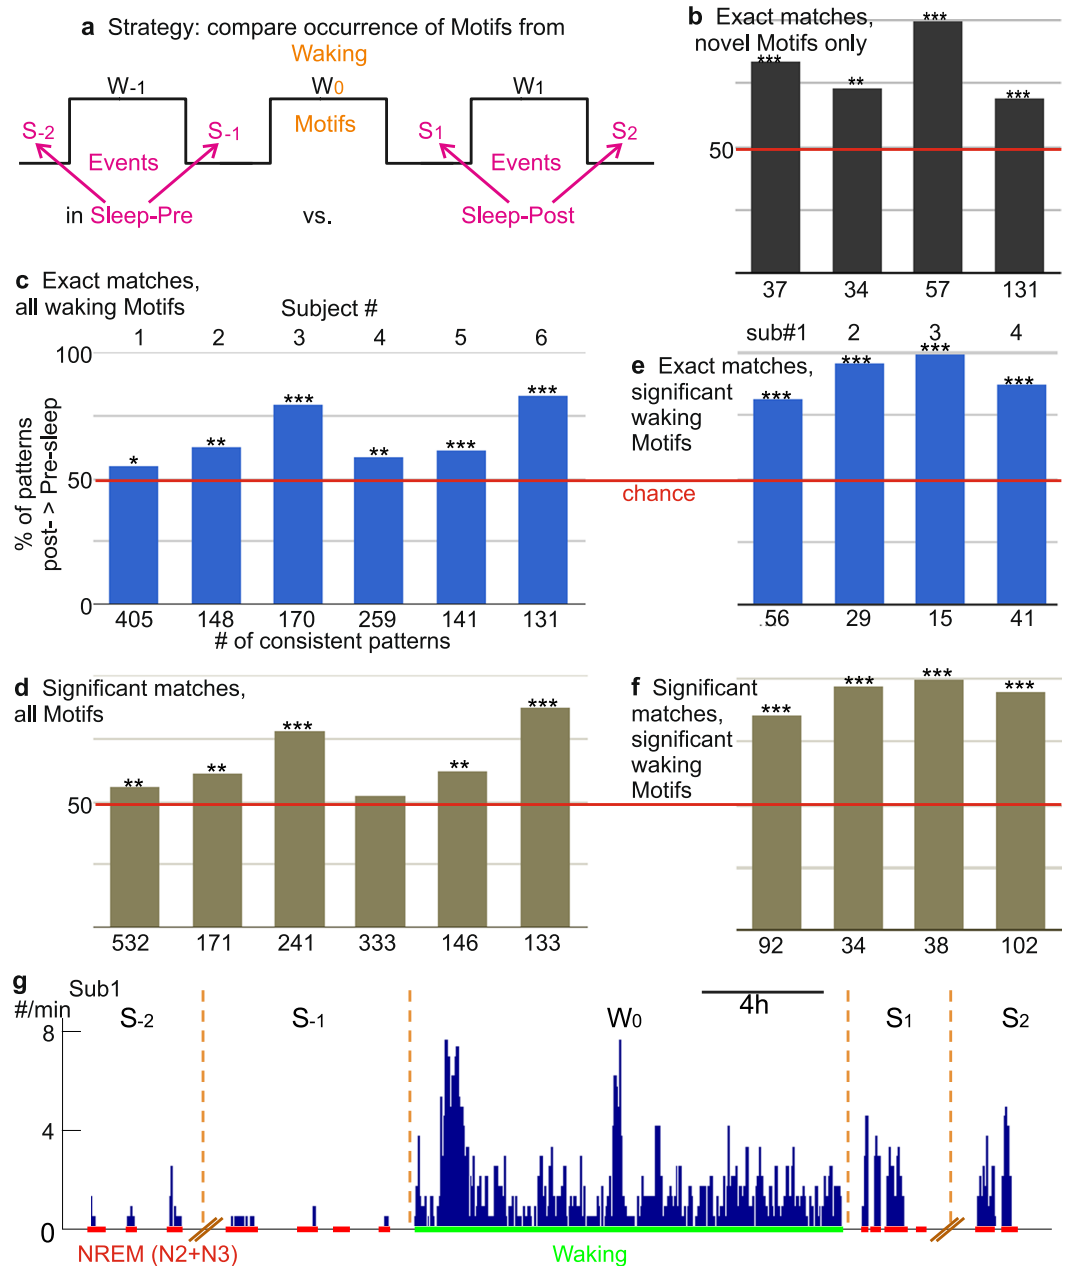 a Strategy: compare occurrence of Motifs from
Waking
W-1
W0
W1
S-2
S-1
Motifs
S1
S2
Events
Events
in Sleep-Pre
vs.
Sleep-Post
b Exact matches,
novel Motifs only
***
**
***
***
50
37
34
57
131
c Exact matches,
all waking Motifs
Subject #
1
2
3
4
5
6
100
50
0
% of patterns
post- > Pre-sleep
*
**
***
**
***
***
chance
405
148
170
259
141
131
# of consistent patterns
sub#1
2
3
4
e Exact matches,
significant
waking
Motifs
***
***
***
***
.56
29
15
41
d Significant matches,
all Motifs
**
**
***
**
***
50
532
171
241
333
146
133
f Significant
matches,
significant
waking
Motifs
***
***
***
***
92
34
38
102
g
Sub1
#/min
S-2
S-1
W0
4h
S1
S2
8
4
0
NREM (N2+N3)
Waking